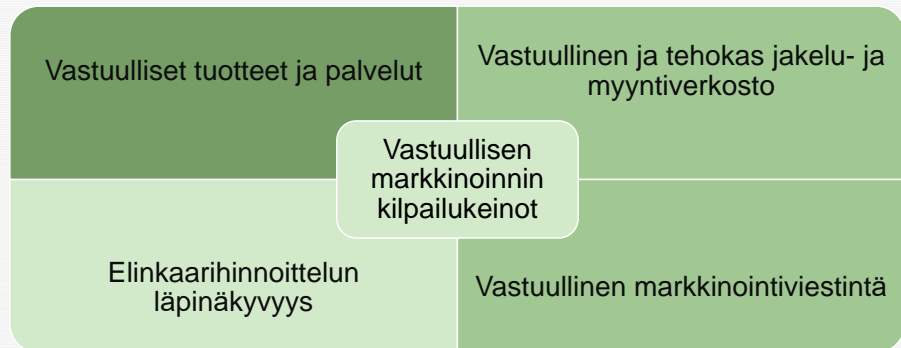 Vastuulliset tuotteet ja palvelut
Vastuullinen ja tehokas jakelu- ja
myyntiverkosto
Vastuullisen
markkinoinnin
kilpailukeinot
Elinkaarihinnoittelun
läpinäkyvyys
Vastuullinen markkinointiviestintä